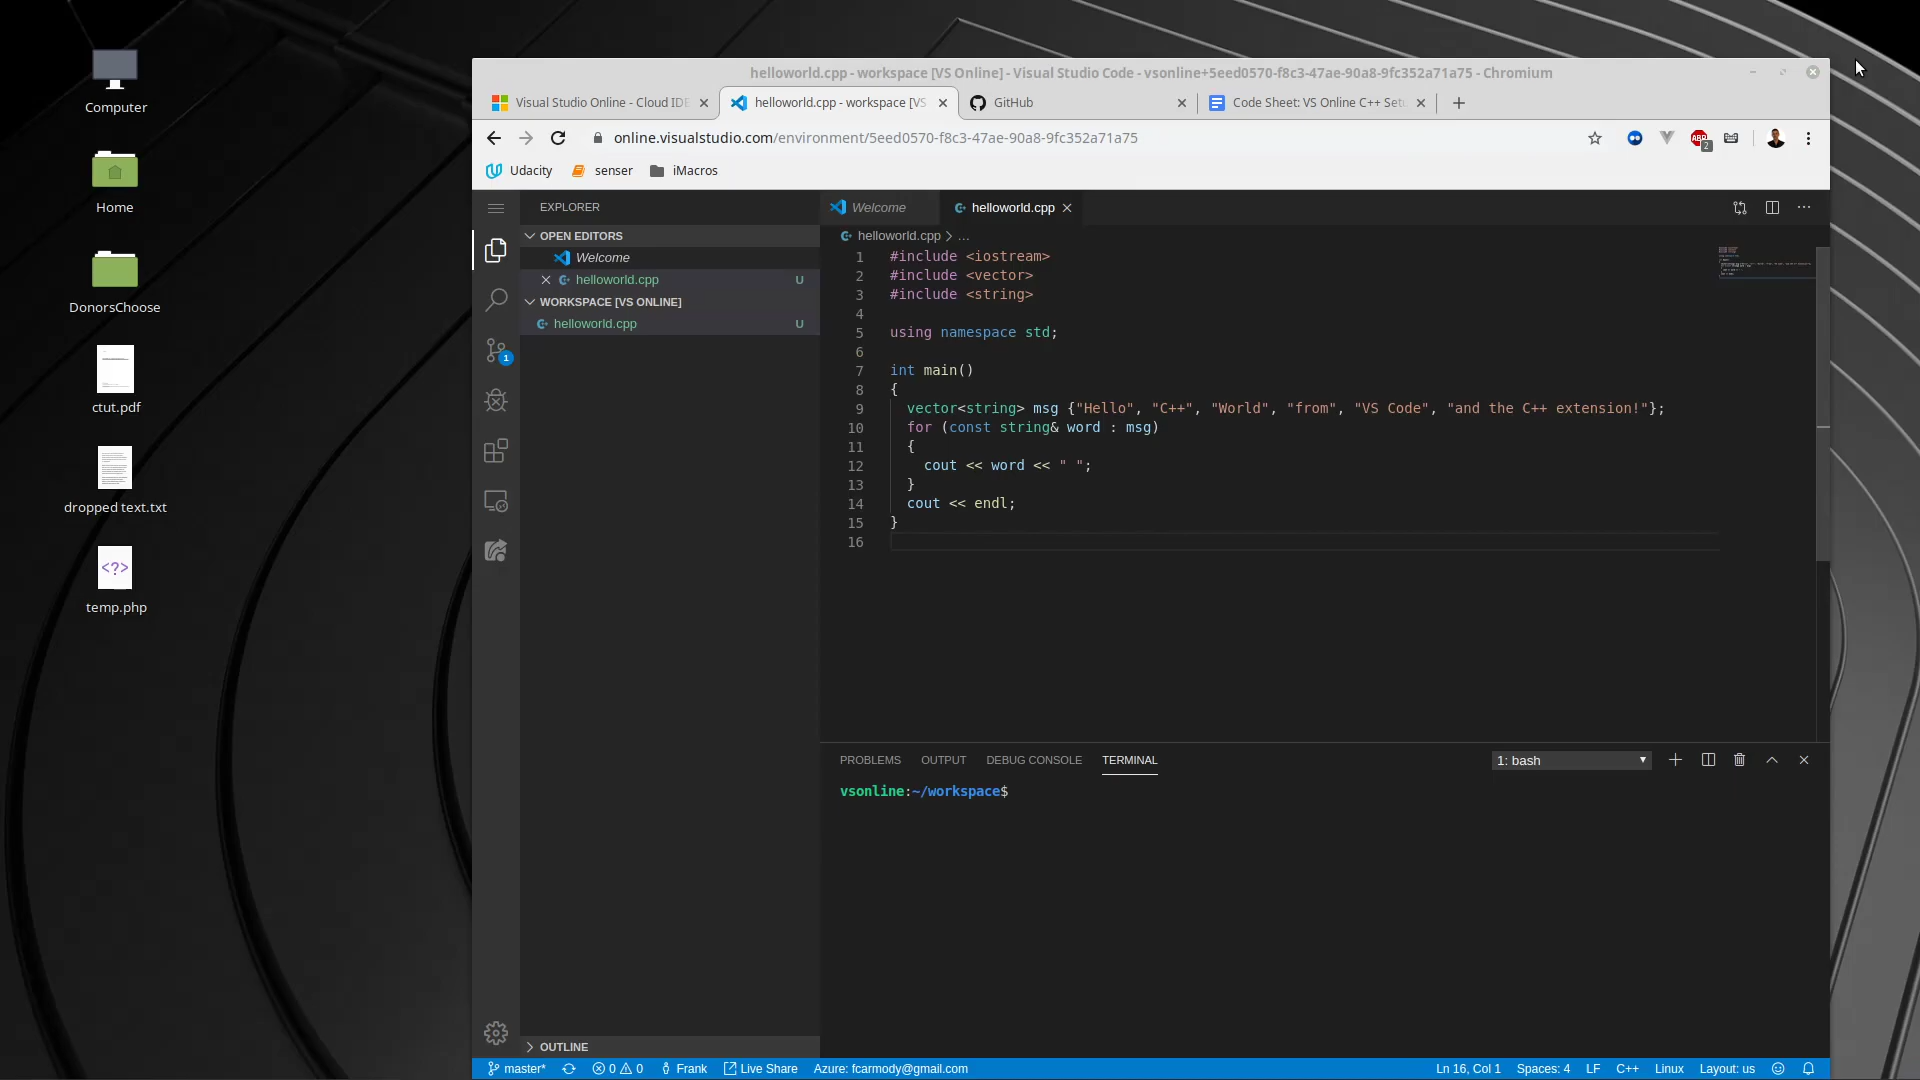 Computer
Home
DonorsChoose
ctut.pdf
dropped text.txt
<?>
temp.php
helloworld.cpp - workspace [VS Online] - Visual Studio Code - vsonline+5eed0570-f8c3-47ae-90a8-9fc352a71a75 - Chromium
Visual Studio Online - Cloud IDE
helloworld.cpp - workspace [VS
GitHub
Code Sheet: VS Online C++ Set
online.visualstudio.com/environment/5eed0570-f8c3-47ae-90a8-9fc352a71a75
ABP
2
Udacity
senser
iMacros
EXPLORER
OPEN EDITORS
Welcome
helloworld.cpp U
WORKSPACE [VS ONLINE]
helloworld.cpp U
1
OUTLINE
Welcome
helloworld.cpp
helloworld.cpp > ...
1 #include <iostream>
2 #include <vector>
3 #include <string>
4
5 using namespace std;
6
7 int main()
8 {
9 vector<string> msg {"Hello", "C++", "World", "from", "VS Code", "and the C++ extension!"};
10 for (const string& word : msg)
11 {
12 cout << word << " ";
13 }
14 cout << endl;
15 }
16
PROBLEMS OUTPUT DEBUG CONSOLE TERMINAL
1: bash
vsonline:~/workspace$
master* 0 0 Frank Live Share Azure: fcarmody@gmail.com Ln 16, Col 1 Spaces: 4 LF C++ Linux Layout: us